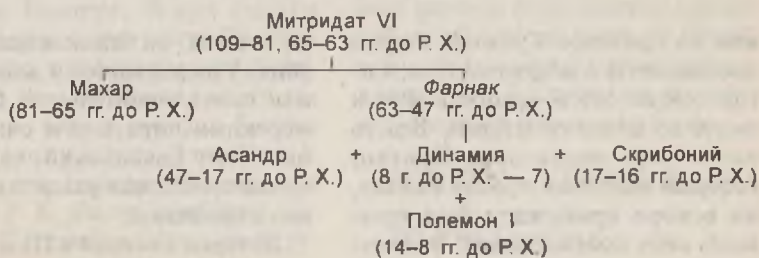 Митридат VI
(109–81, 65–63 гг. до Р. Х.)
Махар Фарнак
(81–65 гг. до Р. Х.) (63–47 гг. до Р. Х.)
Асандр + Динамия + Скрибоний
(47–17 гг. до Р. Х.) (8 г. до Р. Х. — 7) (17–16 гг. до Р. Х.)
+
Полемон I
(14–8 гг. до Р. Х.)